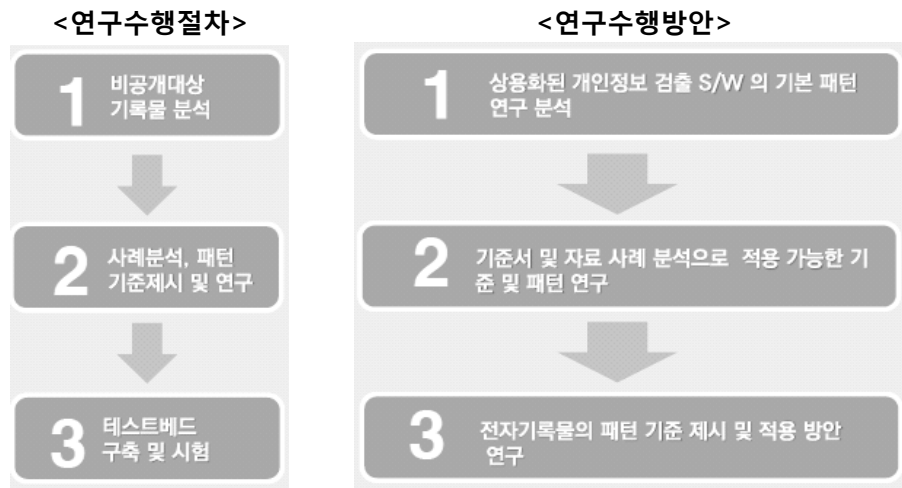 <연구수행절차>
1
비공개대상
기록물 분석
2
사례분석, 패턴
기준제시 및 연구
3
테스트베드
구축 및 시험
<연구수행방안>
1
상용화된 개인정보 검출 S/W 의 기본 패턴
연구 분석
2
기준서 및 자료 사례 분석으로 적용 가능한 기
준 및 패턴 연구
3
전자기록물의 패턴 기준 제시 및 적용 방안
연구